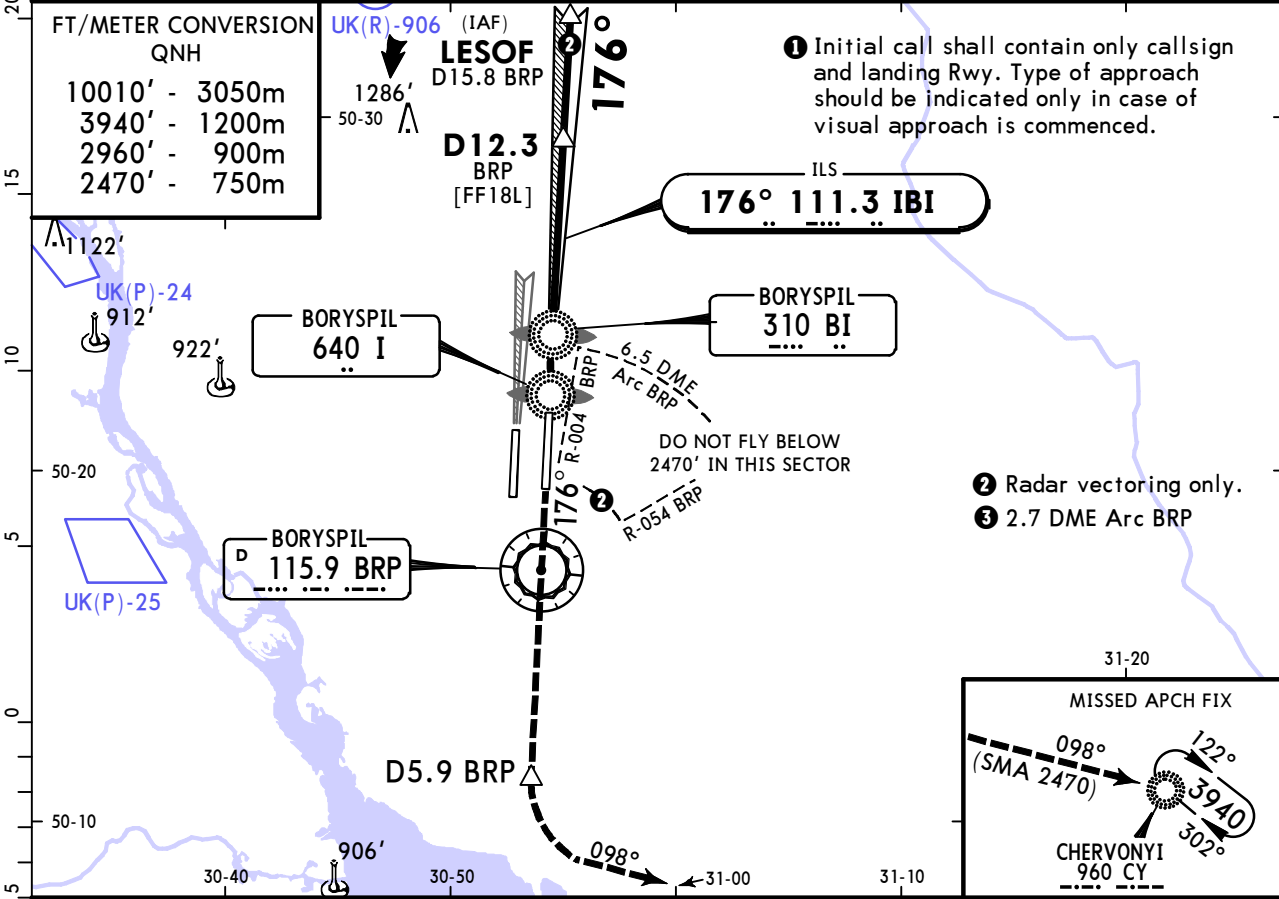 FT/METER CONVERSION
QNH
10010' - 3050m
3940' - 1200m
2960' - 900m
2470' - 750m
UK(R)-906
(IAF)
LESOF
D15.8 BRP
1286'
50-30
2
176°
D12.3
BRP
[FF18L]
1 Initial call shall contain only callsign
and landing Rwy. Type of approach
should be indicated only in case of
visual approach is commenced.
ILS
176° 111.3 IBI
1122'
UK(P)-24
912'
922'
BORYSPIL
640 I
BORYSPIL
310 BI
6.5 DME
Arc BRP
R-004 BRP
DO NOT FLY BELOW
2470' IN THIS SECTOR
R-054 BRP
176°
2
50-20
2 Radar vectoring only.
3 2.7 DME Arc BRP
D
BORYSPIL
115.9 BRP
UK(P)-25
D5.9 BRP
50-10
906'
098°
30-40
30-50
31-00
31-10
31-20
MISSED APCH FIX
098°
(SMA 2470)
122°
3940
302°
CHERVONYI
960 CY
20
15
10
5
0
5